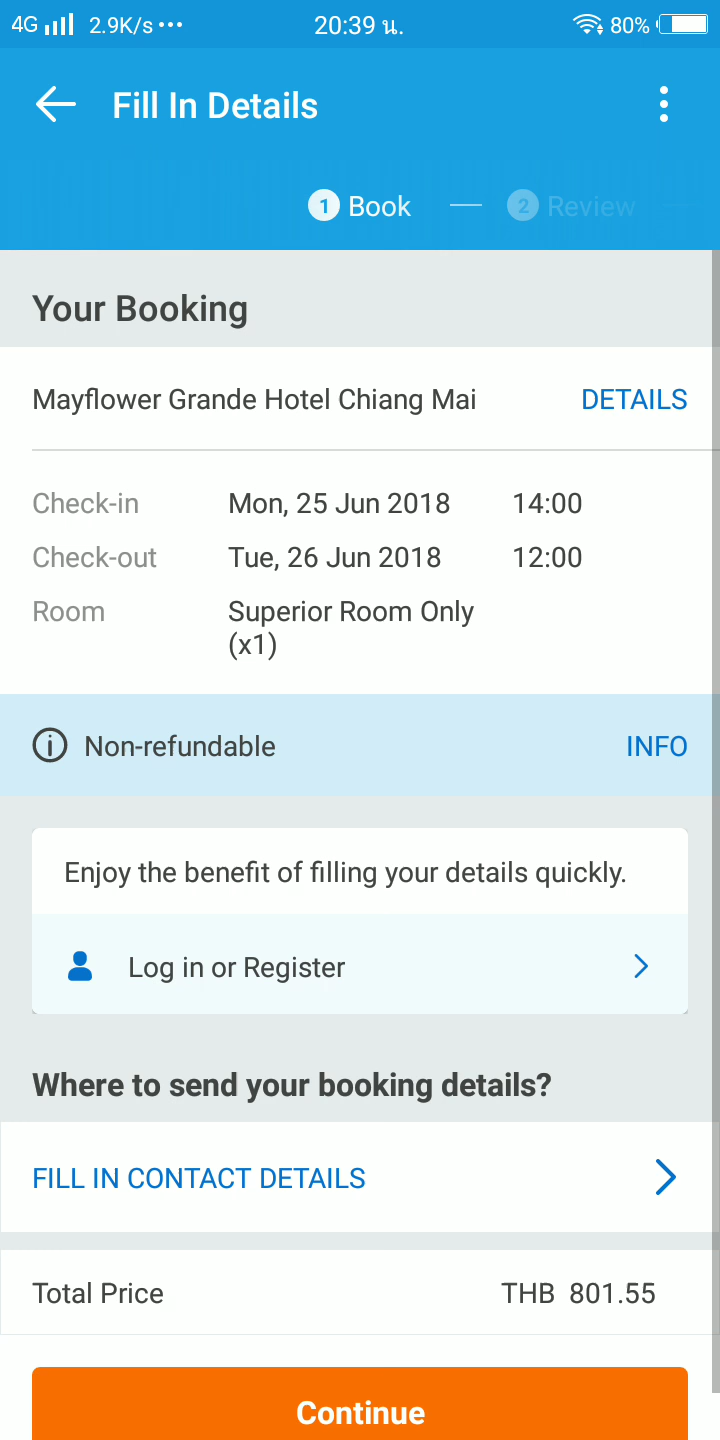 4G 2.9K/s ... 20:39 น. 80%
Fill In Details
1 Book — 2 Review
Your Booking
Mayflower Grande Hotel Chiang Mai DETAILS
Check-in Mon, 25 Jun 2018 14:00
Check-out Tue, 26 Jun 2018 12:00
Room Superior Room Only
(x1)
Non-refundable INFO
Enjoy the benefit of filling your details quickly.
Log in or Register
Where to send your booking details?
FILL IN CONTACT DETAILS
Total Price THB 801.55
Continue